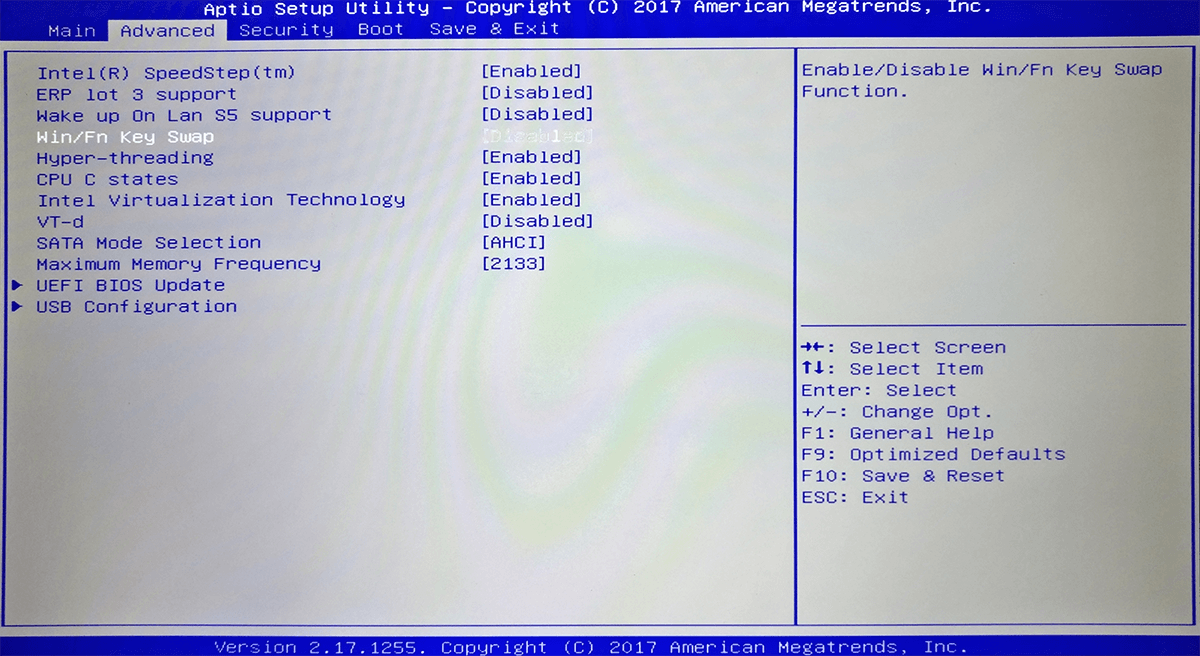 Aptio Setup Utility – Copyright (C) 2017 American Megatrends, Inc.
Main Advanced Security Boot Save & Exit
Intel(R) SpeedStep(tm) [Enabled]
ERP lot 3 support [Disabled]
Wake up On Lan S5 support [Disabled]
Win/Fn Key Swap [Disabled]
Hyper-threading [Enabled]
CPU C states [Enabled]
Intel Virtualization Technology [Enabled]
VT-d [Disabled]
SATA Mode Selection [AHCI]
Maximum Memory Frequency [2133]
UEFI BIOS Update
USB Configuration
Enable/Disable Win/Fn Key Swap
Function.
→←: Select Screen
↑↓: Select Item
Enter: Select
+/-: Change Opt.
F1: General Help
F9: Optimized Defaults
F10: Save & Reset
ESC: Exit
Version 2.17.1255. Copyright (C) 2017 American Megatrends, Inc.